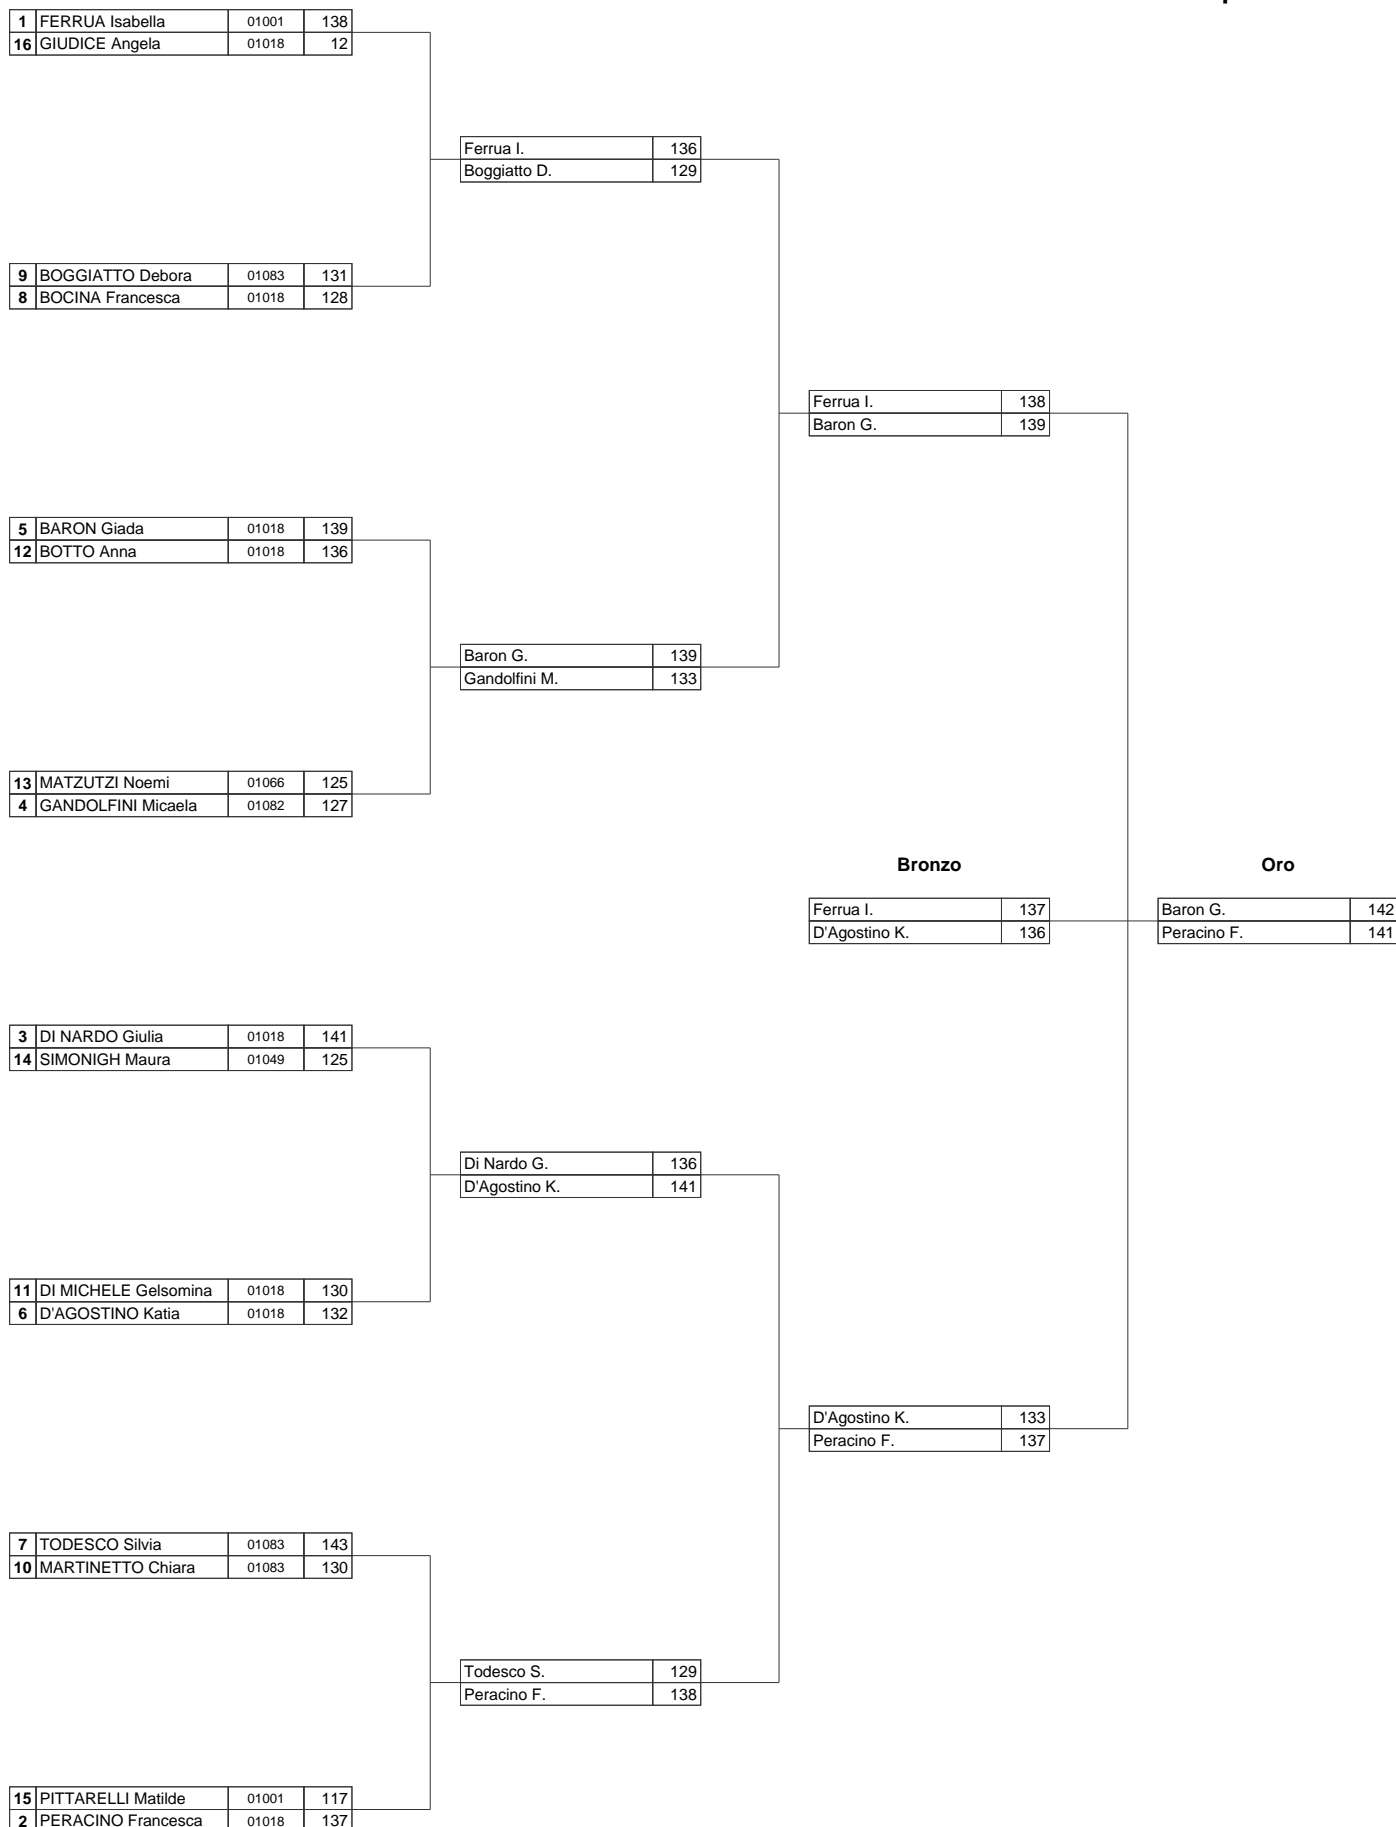 1 FERRUA Isabella 01001 138
16 GIUDICE Angela 01018 12
Ferrua I. 136
Boggiatto D. 129
9 BOGGIATTO Debora 01083 131
8 BOCINA Francesca 01018 128
Ferrua I. 138
Baron G. 139
5 BARON Giada 01018 139
12 BOTTO Anna 01018 136
Baron G. 139
Gandolfini M. 133
13 MATZUTZI Noemi 01066 125
4 GANDOLFINI Micaela 01082 127
Bronzo Oro
Ferrua I. 137 Baron G. 142
D'Agostino K. 136 Peracino F. 141
3 DI NARDO Giulia 01018 141
14 SIMONIGH Maura 01049 125
Di Nardo G. 136
D'Agostino K. 141
11 DI MICHELE Gelsomina 01018 130
6 D'AGOSTINO Katia 01018 132
D'Agostino K. 133
Peracino F. 137
7 TODESCO Silvia 01083 143
10 MARTINETTO Chiara 01083 130
Todesco S. 129
Peracino F. 138
15 PITTARELLI Matilde 01001 117
2 PERACINO Francesca 01018 137